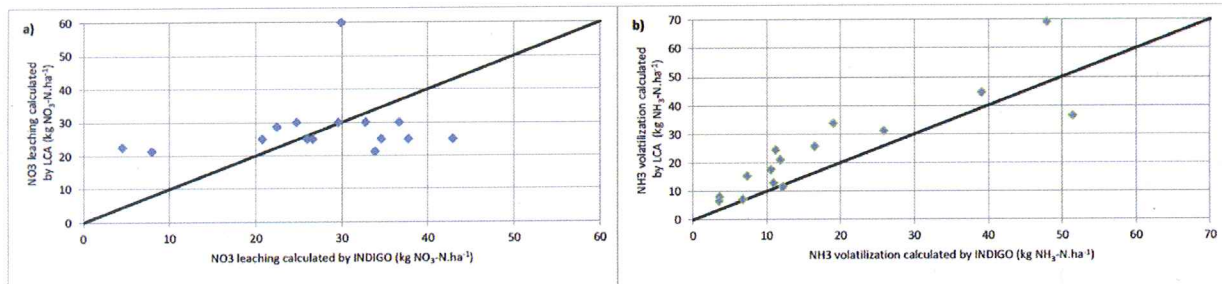 a)
NO3 leaching calculated
by LCA (kg NO₃-N.ha⁻¹)
60
50
40
30
20
10
0
0 10 20 30 40 50 60
NO3 leaching calculated by INDIGO (kg NO₃-N.ha⁻¹)
b)
NH3 volatilization calculated
by LCA (kg NH₃-N.ha⁻¹)
70
60
50
40
30
20
10
0
0 10 20 30 40 50 60 70
NH3 volatilization calculated by INDIGO (kg NH₃-N.ha⁻¹)